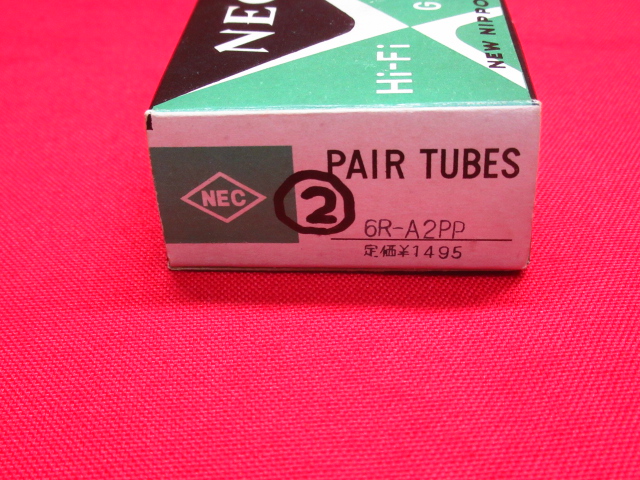 NEC
Hi-Fi
G
NEW NIPPO
PAIR TUBES
NEC
2
6R-A2PP
定価¥1495